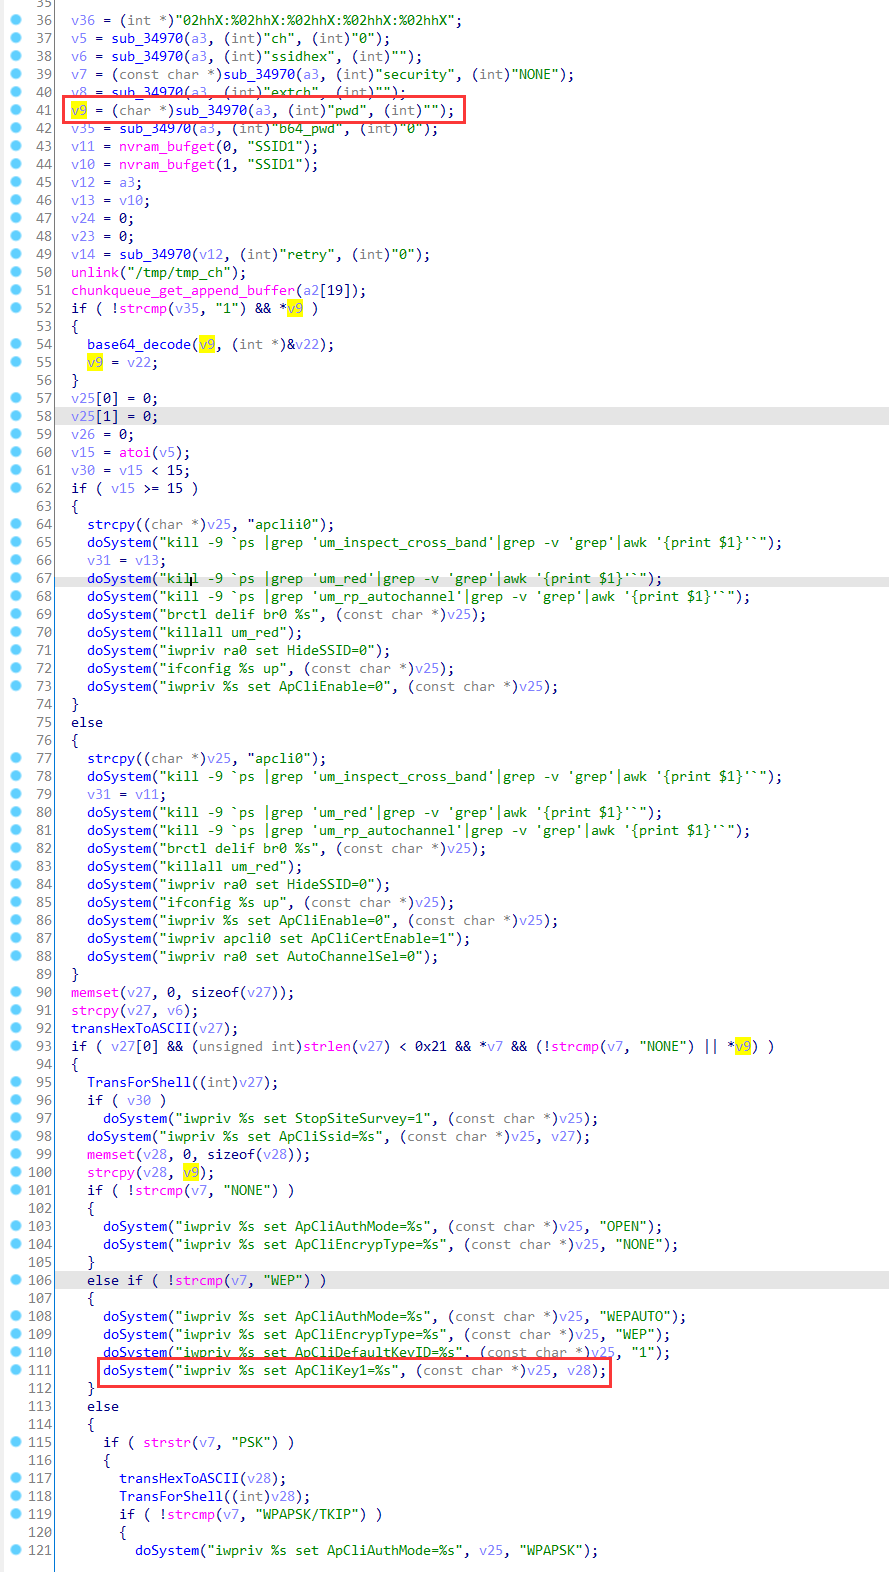 35
36 v36 = (int *)"02hhX:%02hhX:%02hhX:%02hhX:%02hhX";
37 v5 = sub_34970(a3, (int)"ch", (int)"0");
38 v6 = sub_34970(a3, (int)"ssidhex", (int)"");
39 v7 = (const char *)sub_34970(a3, (int)"security", (int)"NONE");
40 v8 = sub_34970(a3, (int)"extch", (int)"");
41 v9 = (char *)sub_34970(a3, (int)"pwd", (int)"");
42 v35 = sub_34970(a3, (int)"b64_pwd", (int)"0");
43 v11 = nvram_bufget(0, "SSID1");
44 v10 = nvram_bufget(1, "SSID1");
45 v12 = a3;
46 v13 = v10;
47 v24 = 0;
48 v23 = 0;
49 v14 = sub_34970(v12, (int)"retry", (int)"0");
50 unlink("/tmp/tmp_ch");
51 chunkqueue_get_append_buffer(a2[19]);
52 if ( !strcmp(v35, "1") && *v9 )
53 {
54 base64_decode(v9, (int *)&v22);
55 v9 = v22;
56 }
57 v25[0] = 0;
58 v25[1] = 0;
59 v26 = 0;
60 v15 = atoi(v5);
61 v30 = v15 < 15;
62 if ( v15 >= 15 )
63 {
64 strcpy((char *)v25, "apclii0");
65 doSystem("kill -9 `ps |grep 'um_inspect_cross_band'|grep -v 'grep'|awk '{print $1}'`");
66 v31 = v13;
67 doSystem("kill -9 `ps |grep 'um_red'|grep -v 'grep'|awk '{print $1}'`");
68 doSystem("kill -9 `ps |grep 'um_rp_autochannel'|grep -v 'grep'|awk '{print $1}'`");
69 doSystem("brctl delif br0 %s", (const char *)v25);
70 doSystem("killall um_red");
71 doSystem("iwpriv ra0 set HideSSID=0");
72 doSystem("ifconfig %s up", (const char *)v25);
73 doSystem("iwpriv %s set ApCliEnable=0", (const char *)v25);
74 }
75 else
76 {
77 strcpy((char *)v25, "apcli0");
78 doSystem("kill -9 `ps |grep 'um_inspect_cross_band'|grep -v 'grep'|awk '{print $1}'`");
79 v31 = v11;
80 doSystem("kill -9 `ps |grep 'um_red'|grep -v 'grep'|awk '{print $1}'`");
81 doSystem("kill -9 `ps |grep 'um_rp_autochannel'|grep -v 'grep'|awk '{print $1}'`");
82 doSystem("brctl delif br0 %s", (const char *)v25);
83 doSystem("killall um_red");
84 doSystem("iwpriv ra0 set HideSSID=0");
85 doSystem("ifconfig %s up", (const char *)v25);
86 doSystem("iwpriv %s set ApCliEnable=0", (const char *)v25);
87 doSystem("iwpriv apcli0 set ApCliCertEnable=1");
88 doSystem("iwpriv ra0 set AutoChannelSel=0");
89 }
90 memset(v27, 0, sizeof(v27));
91 strcpy(v27, v6);
92 transHexToASCII(v27);
93 if ( v27[0] && (unsigned int)strlen(v27) < 0x21 && *v7 && (!strcmp(v7, "NONE") || *v9) )
94 {
95 TransForShell((int)v27);
96 if ( v30 )
97 doSystem("iwpriv %s set StopSiteSurvey=1", (const char *)v25);
98 doSystem("iwpriv %s set ApCliSsid=%s", (const char *)v25, v27);
99 memset(v28, 0, sizeof(v28));
100 strcpy(v28, v9);
101 if ( !strcmp(v7, "NONE") )
102 {
103 doSystem("iwpriv %s set ApCliAuthMode=%s", (const char *)v25, "OPEN");
104 doSystem("iwpriv %s set ApCliEncrypType=%s", (const char *)v25, "NONE");
105 }
106 else if ( !strcmp(v7, "WEP") )
107 {
108 doSystem("iwpriv %s set ApCliAuthMode=%s", (const char *)v25, "WEPAUTO");
109 doSystem("iwpriv %s set ApCliEncrypType=%s", (const char *)v25, "WEP");
110 doSystem("iwpriv %s set ApCliDefaultKeyID=%s", (const char *)v25, "1");
111 doSystem("iwpriv %s set ApCliKey1=%s", (const char *)v25, v28);
112 }
113 else
114 {
115 if ( strstr(v7, "PSK") )
116 {
117 transHexToASCII(v28);
118 TransForShell((int)v28);
119 if ( !strcmp(v7, "WPAPSK/TKIP") )
120 {
121 doSystem("iwpriv %s set ApCliAuthMode=%s", v25, "WPAPSK");